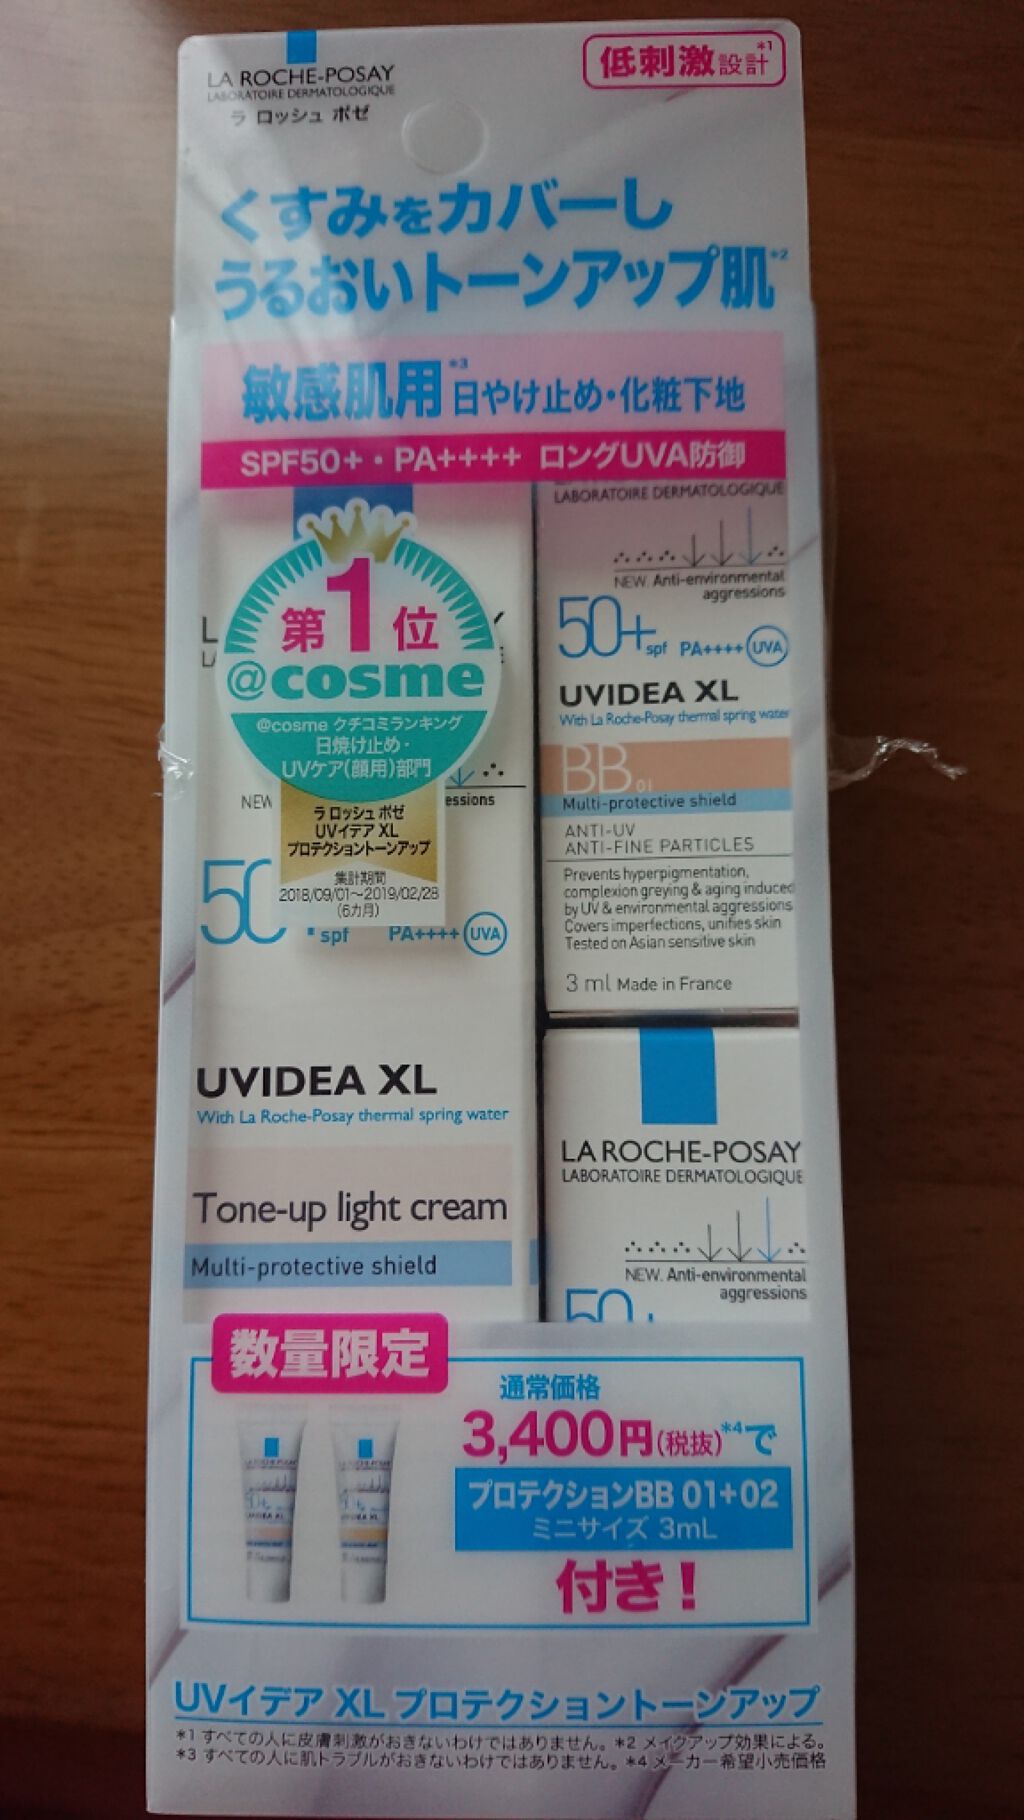 LA ROCHE-POSAY
LABORATOIRE DERMATOLOGIQUE
ラ ロッシュ ポゼ
低刺激設計*1
くすみをカバーし
うるおいトーンアップ肌*2
敏感肌用*3日やけ止め・化粧下地
SPF50+・PA++++ ロングUVA防御
第1位
@cosme
@cosme クチコミランキング
日焼け止め・
UVケア(顔用)部門
ラ ロッシュ ポゼ
UVイデア XL
プロテクショントーンアップ
集計期間
2018/09/01~2019/02/28
(6カ月)
NEW
essions
50
spf PA++++ UVA
UVIDEA XL
With La Roche-Posay thermal spring water
Tone-up light cream
Multi-protective shield
LABORATOIRE DERMATOLOGIQUE
NEW. Anti-environmental
aggressions
50+ spf PA++++ UVA
UVIDEA XL
With La Roche-Posay thermal spring water
BB 01
Multi-protective shield
ANTI-UV
ANTI-FINE PARTICLES
Prevents hyperpigmentation,
complexion greying & aging induced
by UV & environmental aggressions
Covers imperfections, unifies skin
Tested on Asian sensitive skin
3 ml Made in France
LA ROCHE-POSAY
LABORATOIRE DERMATOLOGIQUE
NEW. Anti-environmental
aggressions
50+
数量限定
通常価格
3,400円(税抜)*4で
プロテクションBB 01+02
ミニサイズ 3mL
付き!
UVイデア XL プロテクショントーンアップ
*1 すべての人に皮膚刺激がおきないわけではありません。*2 メイクアップ効果による。
*3 すべての人に肌トラブルがおきないわけではありません。*4 メーカー希望小売価格